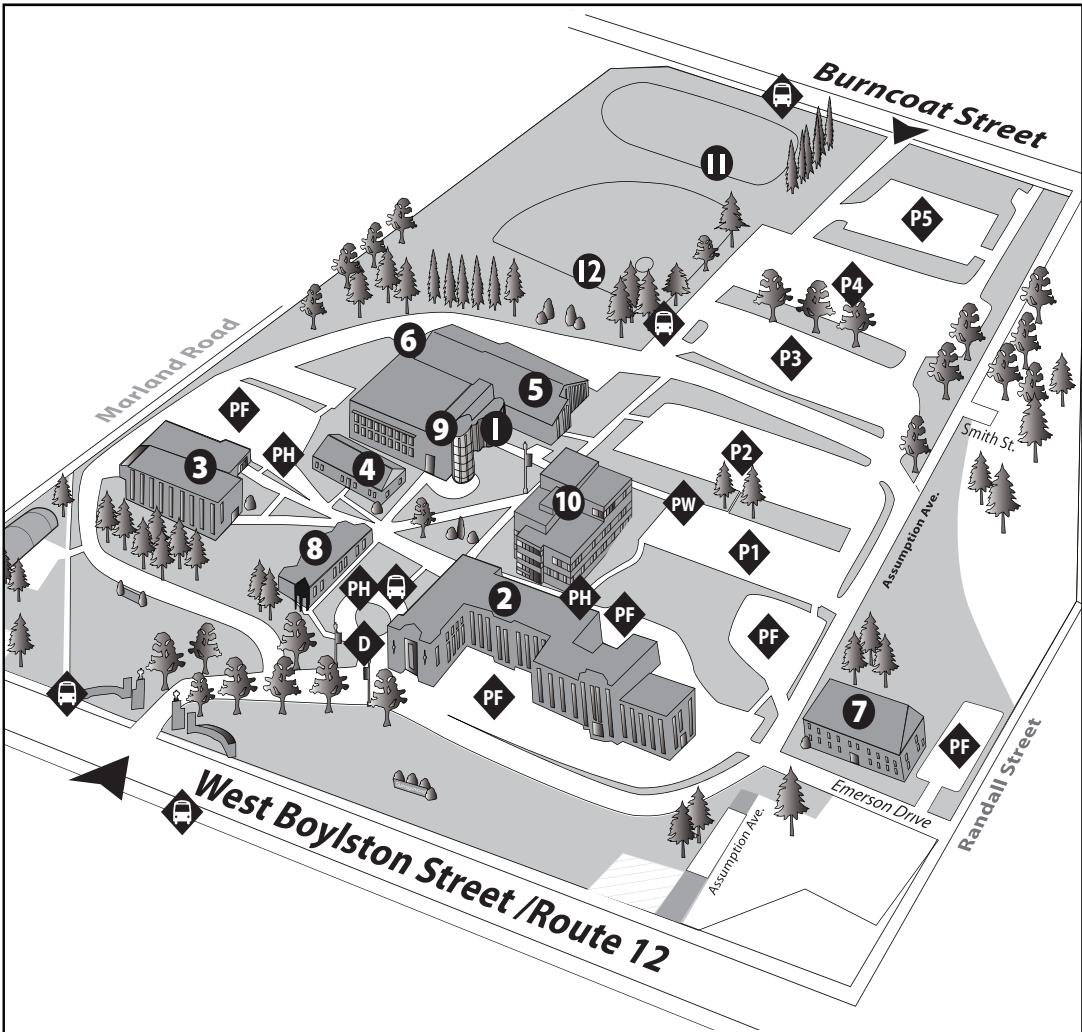 Burncoat Street
11
P5
12
P4
Marland Road
6
P3
5
PF
9
1
Smith St.
PH
4
P2
3
10
PW
Assumption Ave.
8
P1
PH
2
PH
PF
D
PF
PF
7
PF
Emerson Drive
Randall Street
Assumption Ave.
West Boylston Street /Route 12